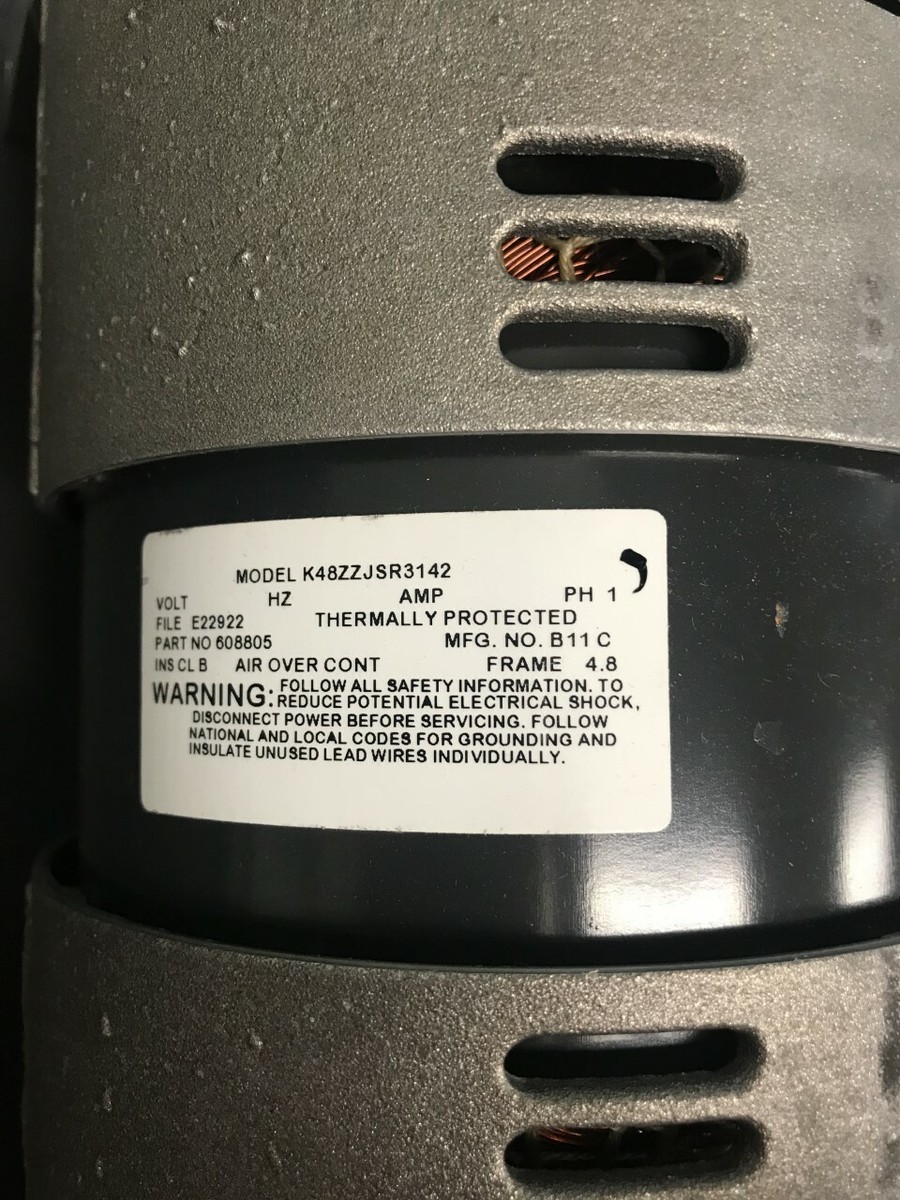 MODEL K48ZZJSR3142
VOLT HZ AMP PH 1
FILE E22922 THERMALLY PROTECTED
PART NO 608805 MFG. NO. B11 C
INS CL B AIR OVER CONT FRAME 4.8
WARNING: FOLLOW ALL SAFETY INFORMATION. TO
REDUCE POTENTIAL ELECTRICAL SHOCK,
DISCONNECT POWER BEFORE SERVICING. FOLLOW
NATIONAL AND LOCAL CODES FOR GROUNDING AND
INSULATE UNUSED LEAD WIRES INDIVIDUALLY.